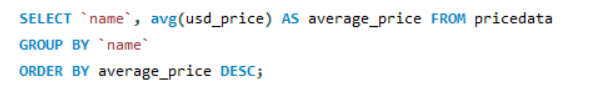 SELECT `name`, avg(usd_price) AS average_price FROM pricedata
GROUP BY `name`
ORDER BY average_price DESC;